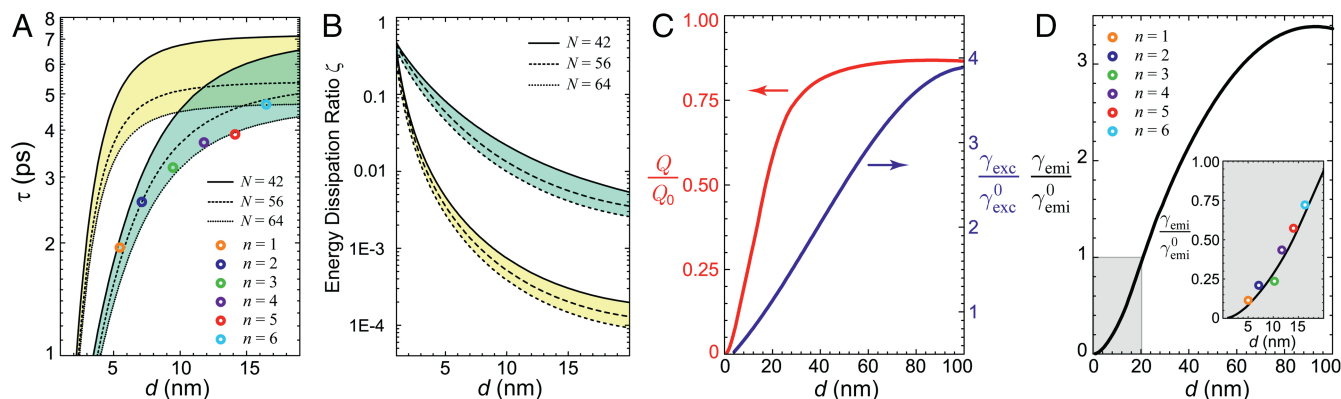 A
τ (ps)
8
7
6
5
4
3
2
1
N = 42
N = 56
N = 64
n = 1
n = 2
n = 3
n = 4
n = 5
n = 6
5 10 15
d (nm)
B
Energy Dissipation Ratio ζ
1
0.1
0.01
1E−3
1E−4
N = 42
N = 56
N = 64
5 10 15
d (nm)
C
1.00
0.75
0.50
0.25
0
Q
Q₀
4
3
2
1
γexc
γ⁰exc
0 20 40 60 80 100
d (nm)
D
γemi
γ⁰emi
3
2
1
0
n = 1
n = 2
n = 3
n = 4
n = 5
n = 6
1.00
0.75
0.50
0.25
0
γemi
γ⁰emi
5 10 15
d (nm)
0 20 40 60 80 100
d (nm)